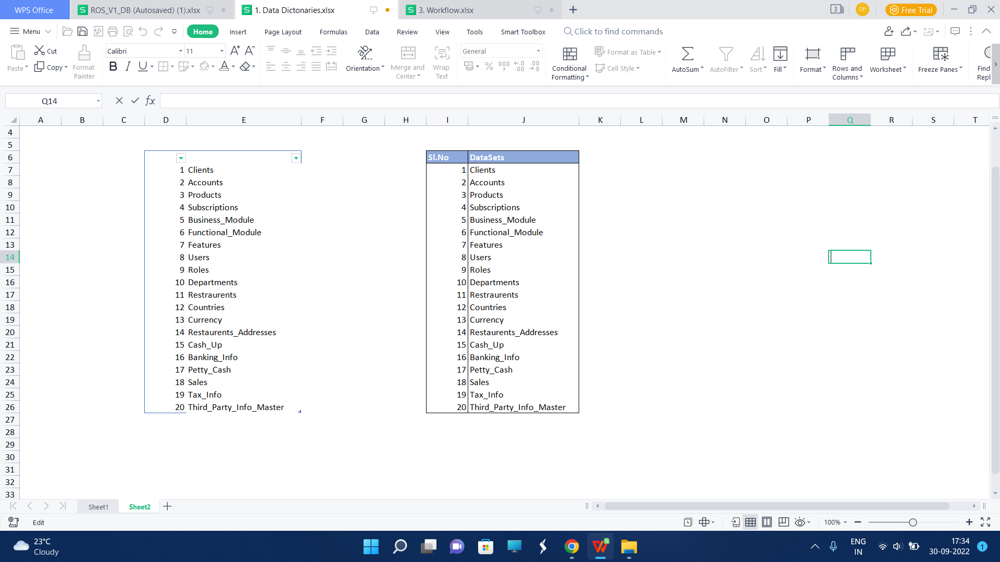 WPS Office
ROS_V1_DB (Autosaved) (1).xlsx
1. Data Dictonaries.xlsx
3. Workflow.xlsx
3
DP
Free Trial
Menu
Home
Insert
Page Layout
Formulas
Data
Review
View
Tools
Smart Toolbox
Click to find commands
Paste
Cut
Copy
Format Painter
Calibri
11
Orientation
Merge and Center
Wrap Text
General
Conditional Formatting
Format as Table
Cell Style
AutoSum
AutoFilter
Sort
Fill
Format
Rows and Columns
Worksheet
Freeze Panes
Find
Repl
Q14
A B C D E F G H I J K L M N O P Q R S T
4
5
6 Sl.No DataSets
7 1 Clients 1 Clients
8 2 Accounts 2 Accounts
9 3 Products 3 Products
10 4 Subscriptions 4 Subscriptions
11 5 Business_Module 5 Business_Module
12 6 Functional_Module 6 Functional_Module
13 7 Features 7 Features
14 8 Users 8 Users
15 9 Roles 9 Roles
16 10 Departments 10 Departments
17 11 Restraurents 11 Restraurents
18 12 Countries 12 Countries
19 13 Currency 13 Currency
20 14 Restaurents_Addresses 14 Restaurents_Addresses
21 15 Cash_Up 15 Cash_Up
22 16 Banking_Info 16 Banking_Info
23 17 Petty_Cash 17 Petty_Cash
24 18 Sales 18 Sales
25 19 Tax_Info 19 Tax_Info
26 20 Third_Party_Info_Master 20 Third_Party_Info_Master
27
28
29
30
31
32
33
Sheet1
Sheet2
Edit
100%
23°C
Cloudy
ENG
IN
17:34
30-09-2022
1